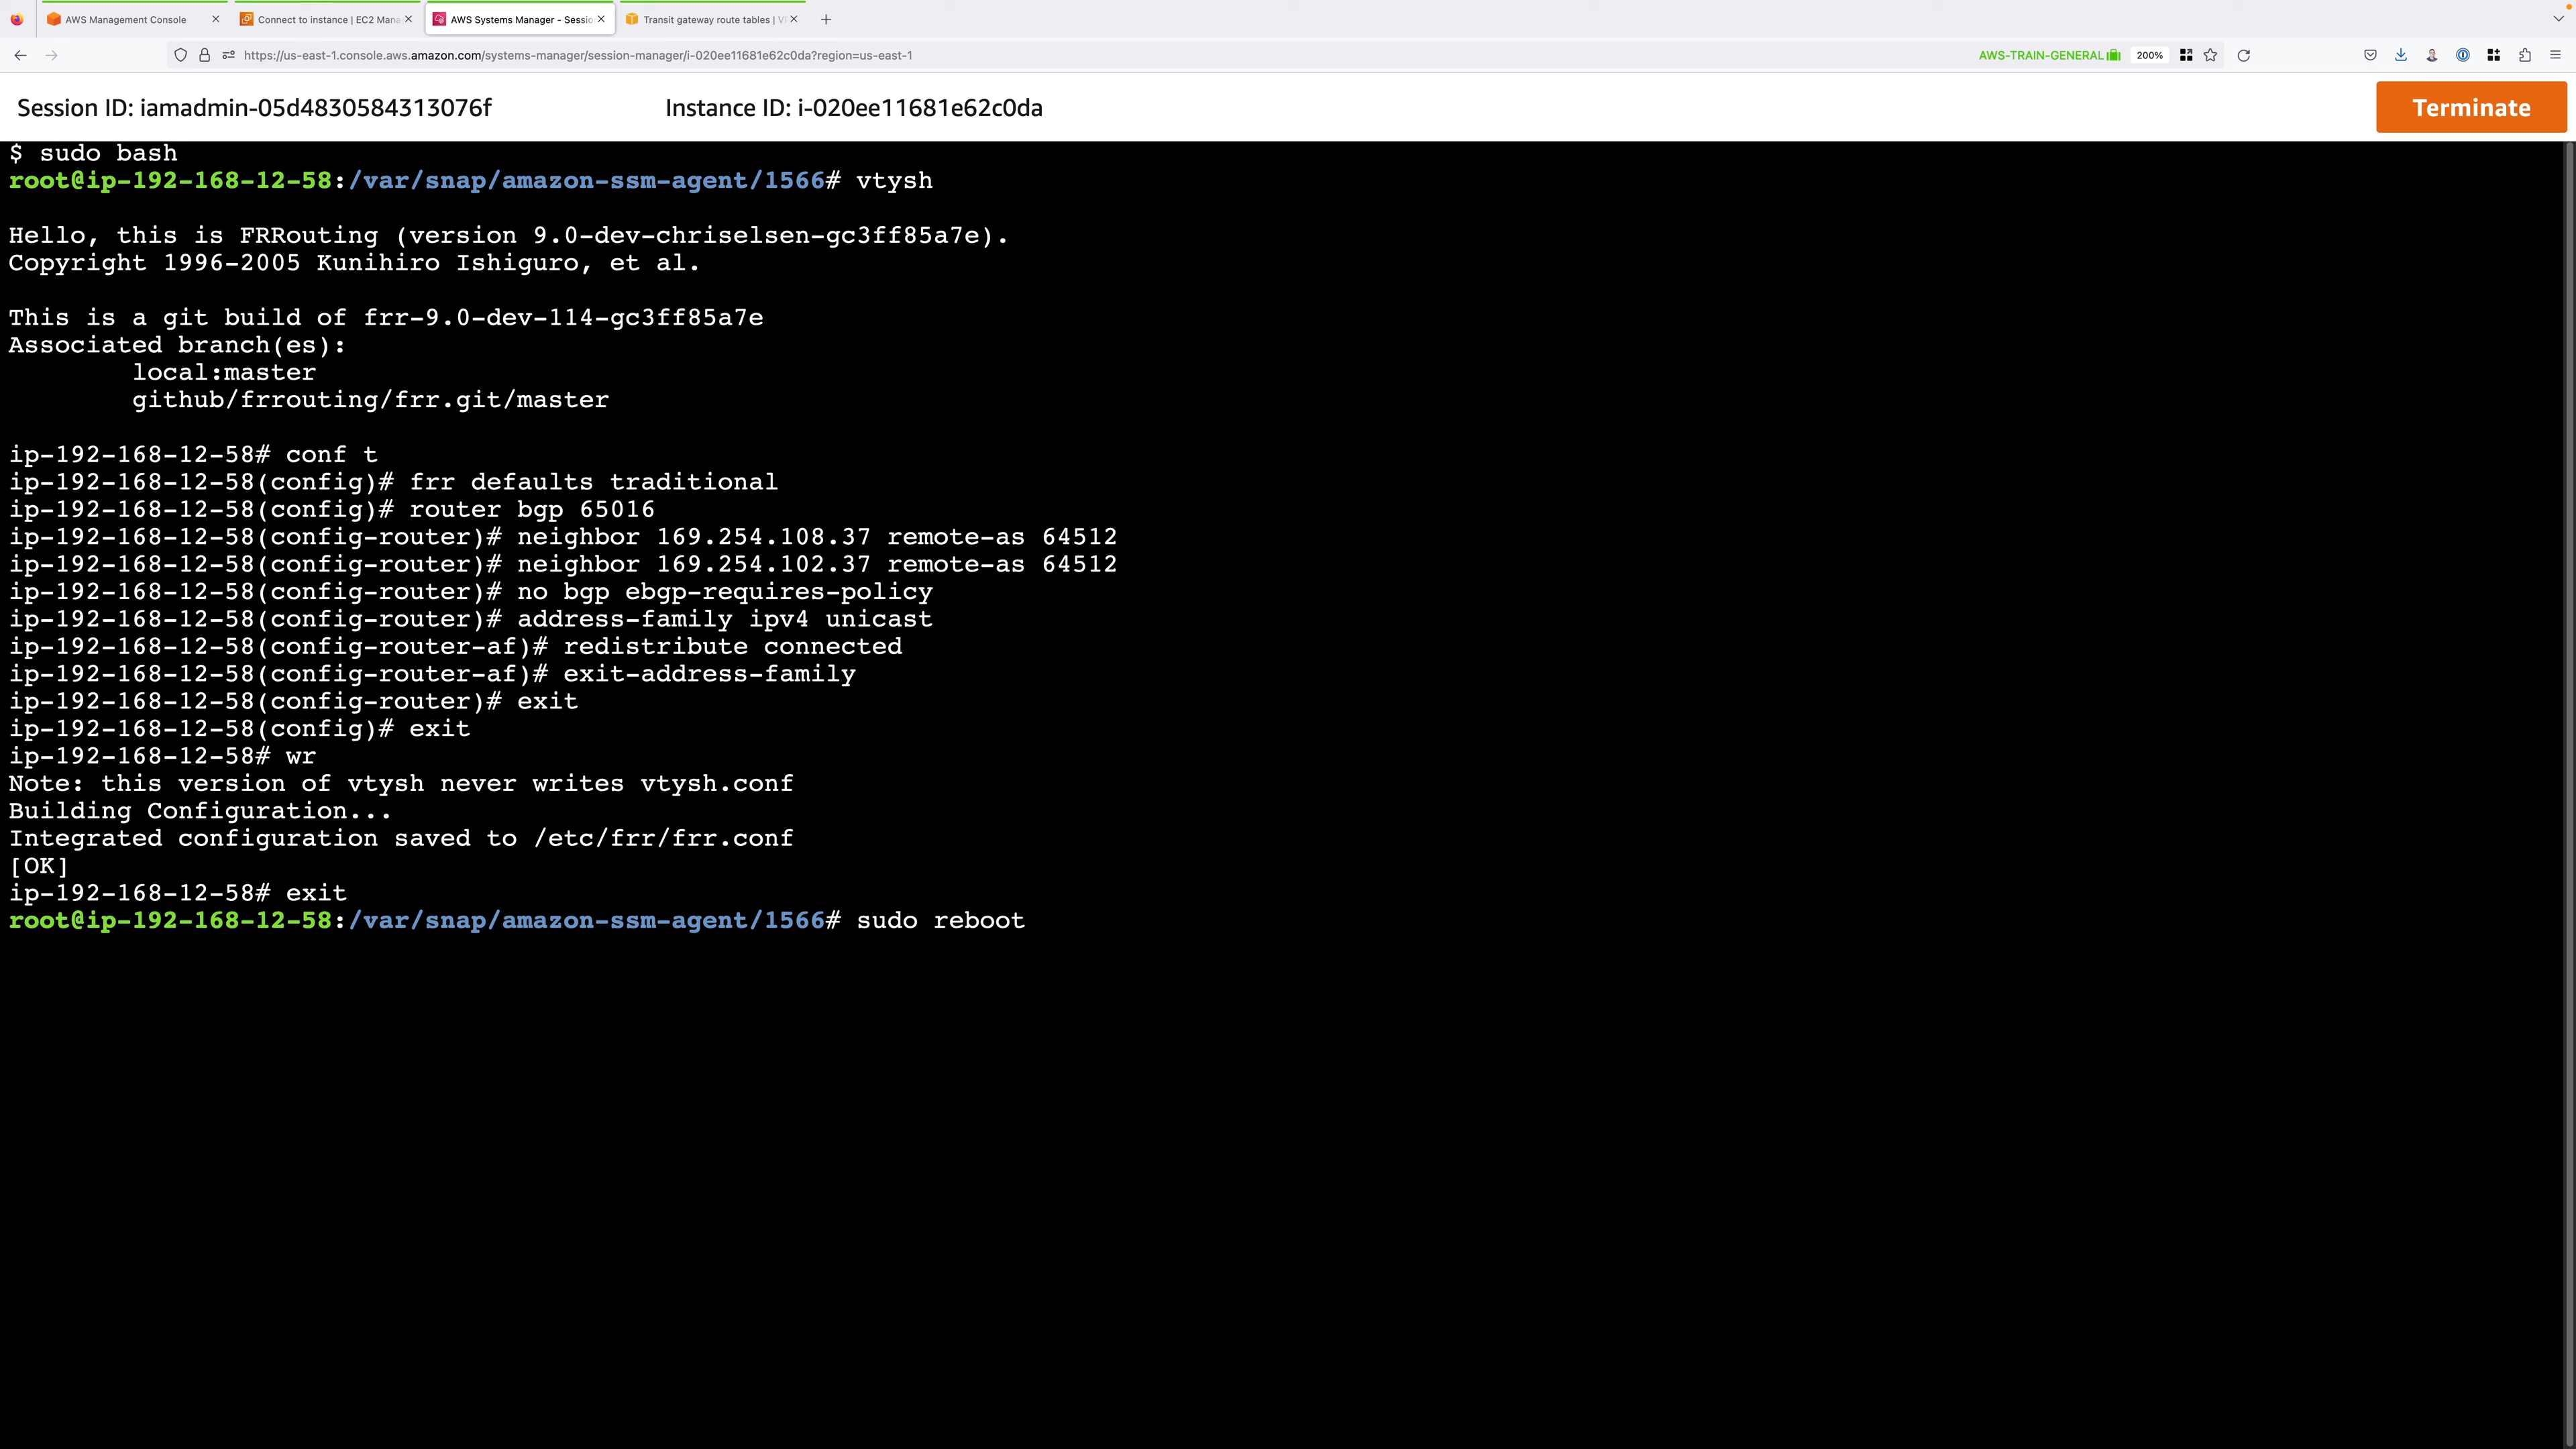 AWS Management Console
Connect to instance | EC2 Mana
AWS Systems Manager - Sessio
Transit gateway route tables | VP
https://us-east-1.console.aws.amazon.com/systems-manager/session-manager/i-020ee11681e62c0da?region=us-east-1
AWS-TRAIN-GENERAL
200%
Session ID: iamadmin-05d4830584313076f
Instance ID: i-020ee11681e62c0da
Terminate
$ sudo bash
root@ip-192-168-12-58:/var/snap/amazon-ssm-agent/1566# vtysh
Hello, this is FRRouting (version 9.0-dev-chriselsen-gc3ff85a7e).
Copyright 1996-2005 Kunihiro Ishiguro, et al.
This is a git build of frr-9.0-dev-114-gc3ff85a7e
Associated branch(es):
local:master
github/frrouting/frr.git/master
ip-192-168-12-58# conf t
ip-192-168-12-58(config)# frr defaults traditional
ip-192-168-12-58(config)# router bgp 65016
ip-192-168-12-58(config-router)# neighbor 169.254.108.37 remote-as 64512
ip-192-168-12-58(config-router)# neighbor 169.254.102.37 remote-as 64512
ip-192-168-12-58(config-router)# no bgp ebgp-requires-policy
ip-192-168-12-58(config-router)# address-family ipv4 unicast
ip-192-168-12-58(config-router-af)# redistribute connected
ip-192-168-12-58(config-router-af)# exit-address-family
ip-192-168-12-58(config-router)# exit
ip-192-168-12-58(config)# exit
ip-192-168-12-58# wr
Note: this version of vtysh never writes vtysh.conf
Building Configuration...
Integrated configuration saved to /etc/frr/frr.conf
[OK]
ip-192-168-12-58# exit
root@ip-192-168-12-58:/var/snap/amazon-ssm-agent/1566# sudo reboot